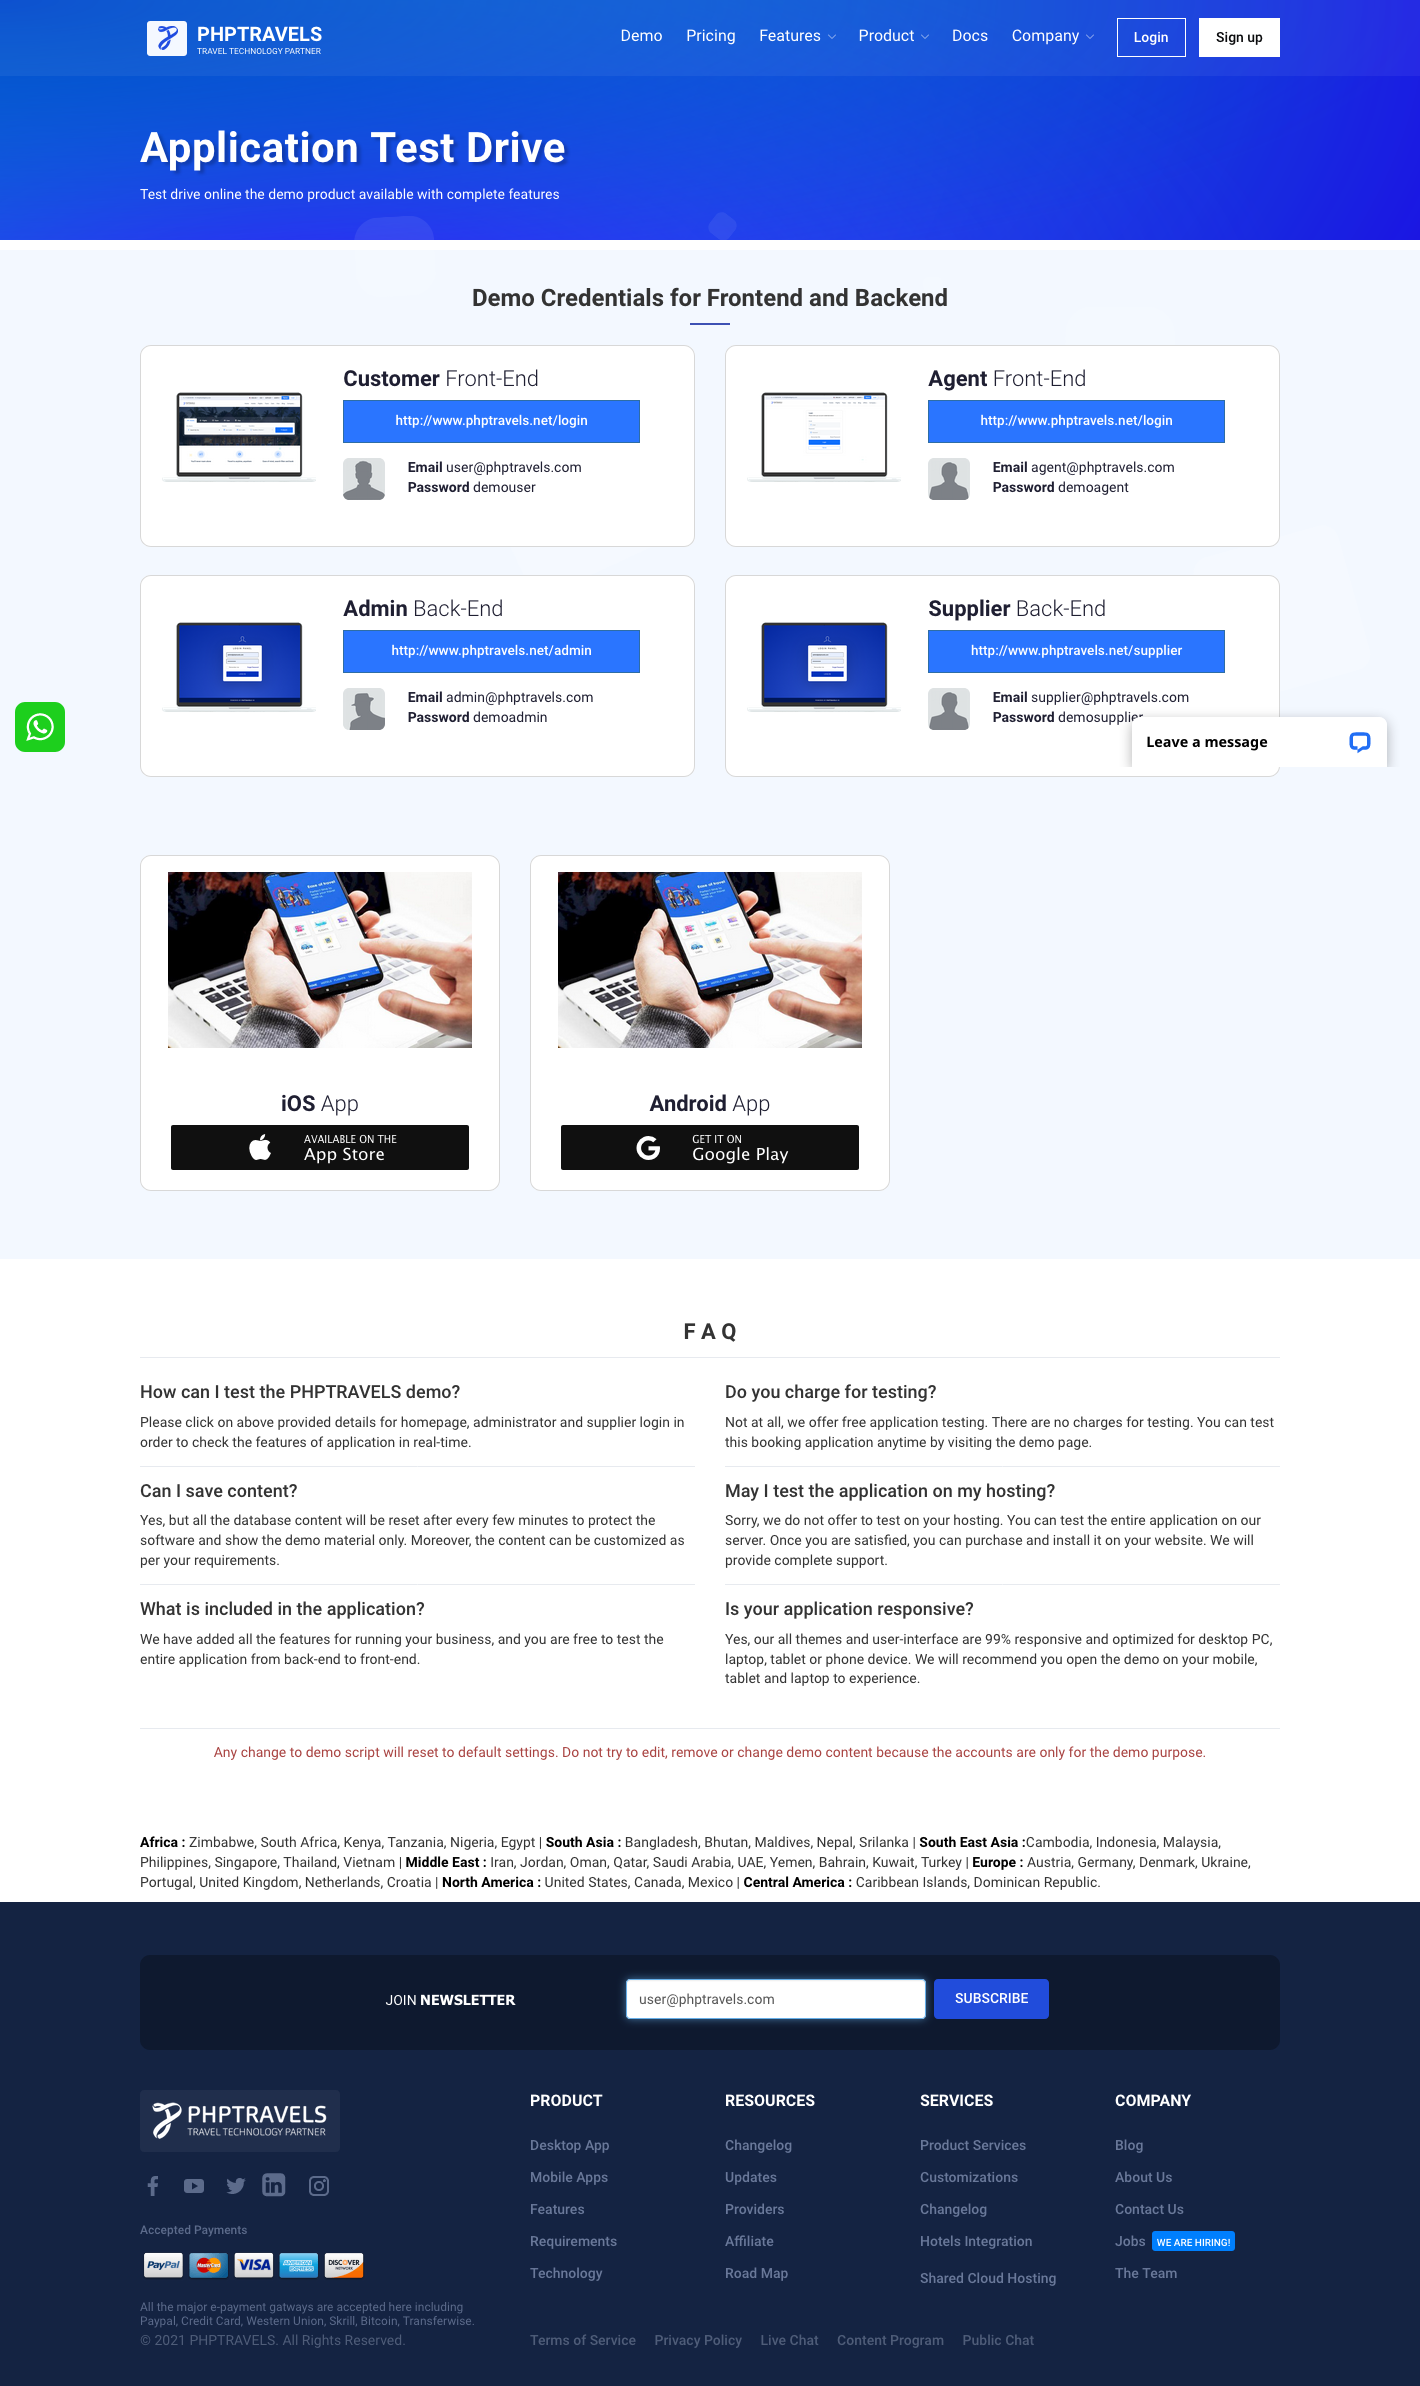 PHPTRAVELS
TRAVEL TECHNOLOGY PARTNER
Demo Pricing Features Product Docs Company Login Sign up
Application Test Drive
Test drive online the demo product available with complete features
Demo Credentials for Frontend and Backend
Customer Front-End
http://www.phptravels.net/login
Email user@phptravels.com
Password demouser
Agent Front-End
http://www.phptravels.net/login
Email agent@phptravels.com
Password demoagent
Admin Back-End
http://www.phptravels.net/admin
Email admin@phptravels.com
Password demoadmin
Supplier Back-End
http://www.phptravels.net/supplier
Email supplier@phptravels.com
Password demosupplier
Leave a message
iOS App
AVAILABLE ON THE
App Store
Android App
GET IT ON
Google Play
F A Q
How can I test the PHPTRAVELS demo?
Please click on above provided details for homepage, administrator and supplier login in
order to check the features of application in real-time.
Do you charge for testing?
Not at all, we offer free application testing. There are no charges for testing. You can test
this booking application anytime by visiting the demo page.
Can I save content?
Yes, but all the database content will be reset after every few minutes to protect the
software and show the demo material only. Moreover, the content can be customized as
per your requirements.
May I test the application on my hosting?
Sorry, we do not offer to test on your hosting. You can test the entire application on our
server. Once you are satisfied, you can purchase and install it on your website. We will
provide complete support.
What is included in the application?
We have added all the features for running your business, and you are free to test the
entire application from back-end to front-end.
Is your application responsive?
Yes, our all themes and user-interface are 99% responsive and optimized for desktop PC,
laptop, tablet or phone device. We will recommend you open the demo on your mobile,
tablet and laptop to experience.
Any change to demo script will reset to default settings. Do not try to edit, remove or change demo content because the accounts are only for the demo purpose.
Africa : Zimbabwe, South Africa, Kenya, Tanzania, Nigeria, Egypt | South Asia : Bangladesh, Bhutan, Maldives, Nepal, Srilanka | South East Asia :Cambodia, Indonesia, Malaysia,
Philippines, Singapore, Thailand, Vietnam | Middle East : Iran, Jordan, Oman, Qatar, Saudi Arabia, UAE, Yemen, Bahrain, Kuwait, Turkey | Europe : Austria, Germany, Denmark, Ukraine,
Portugal, United Kingdom, Netherlands, Croatia | North America : United States, Canada, Mexico | Central America : Caribbean Islands, Dominican Republic.
JOIN NEWSLETTER
user@phptravels.com
SUBSCRIBE
PHPTRAVELS
TRAVEL TECHNOLOGY PARTNER
Accepted Payments
PayPal MasterCard VISA AMERICAN EXPRESS DISCOVER NETWORK
All the major e-payment gatways are accepted here including
Paypal, Credit Card, Western Union, Skrill, Bitcoin, Transferwise.
© 2021 PHPTRAVELS. All Rights Reserved.
PRODUCT
Desktop App
Mobile Apps
Features
Requirements
Technology
RESOURCES
Changelog
Updates
Providers
Affiliate
Road Map
SERVICES
Product Services
Customizations
Changelog
Hotels Integration
Shared Cloud Hosting
COMPANY
Blog
About Us
Contact Us
Jobs WE ARE HIRING!
The Team
Terms of Service Privacy Policy Live Chat Content Program Public Chat